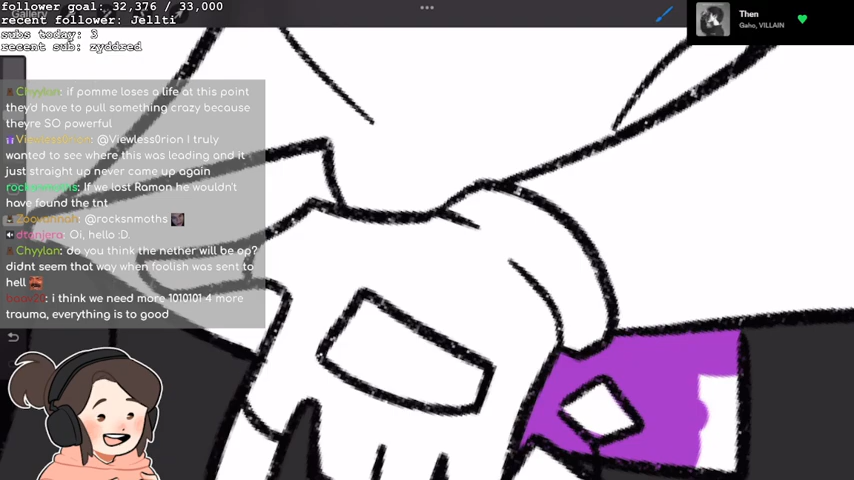 follower goal: 32,376 / 33,000
Gallery
recent follower: Jellti
subs today: 3
recent sub: zyddred
Then
Gaho, VILLAIN
Chyylan: if pomme loses a life at this point
they'd have to pull something crazy because
theyre SO powerful
@Viewless0rion I truly
wanted to see where this was leading and it
just straight up never came up again
rocksnmoths: If we lost Ramon he wouldn't
have found the tnt
@rocksnmoths
Oi, hello :D.
Chyylan: do you think the nether will be op?
didnt seem that way when foolish was sent to
hell
i think we need more 1010101 4 more
trauma, everything is to good